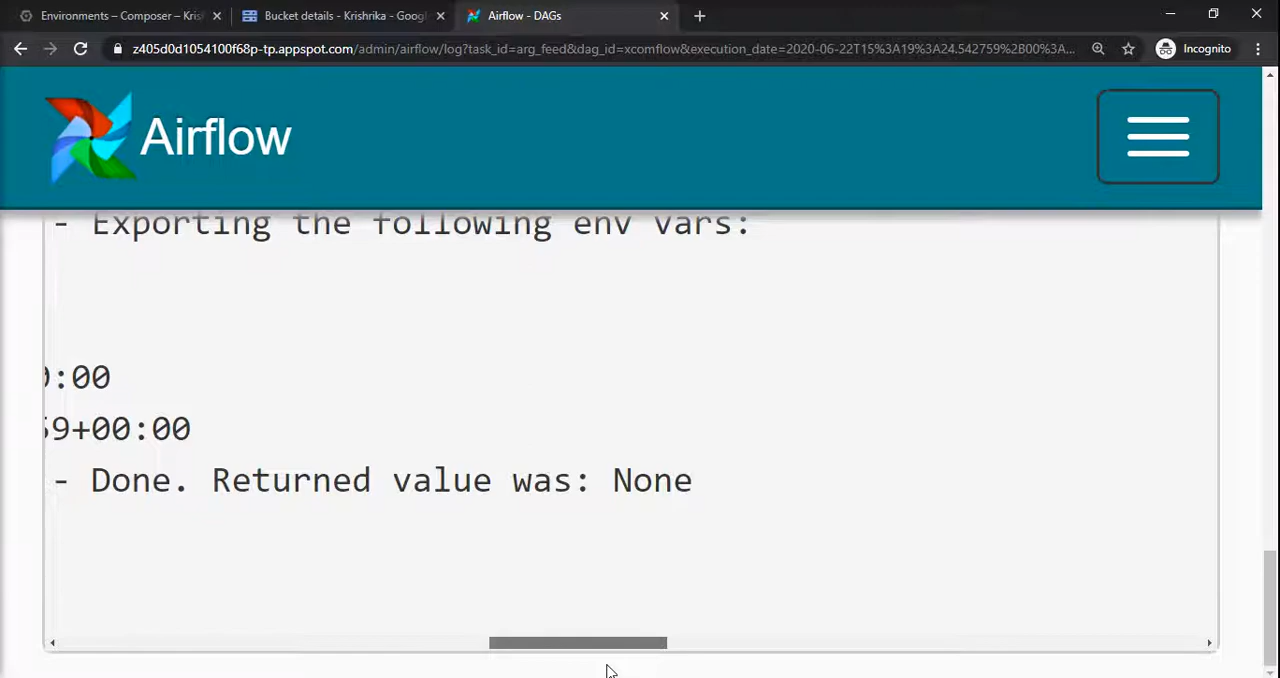 Environments – Composer – Kris
Bucket details - Krishrika - Googl
Airflow - DAGs
z405d0d1054100f68p-tp.appspot.com/admin/airflow/log?task_id=arg_feed&dag_id=xcomflow&execution_date=2020-06-22T15%3A19%3A24.542759%2B00%3A...
Incognito
Airflow
- Exporting the following env vars:
0:00
59+00:00
- Done. Returned value was: None